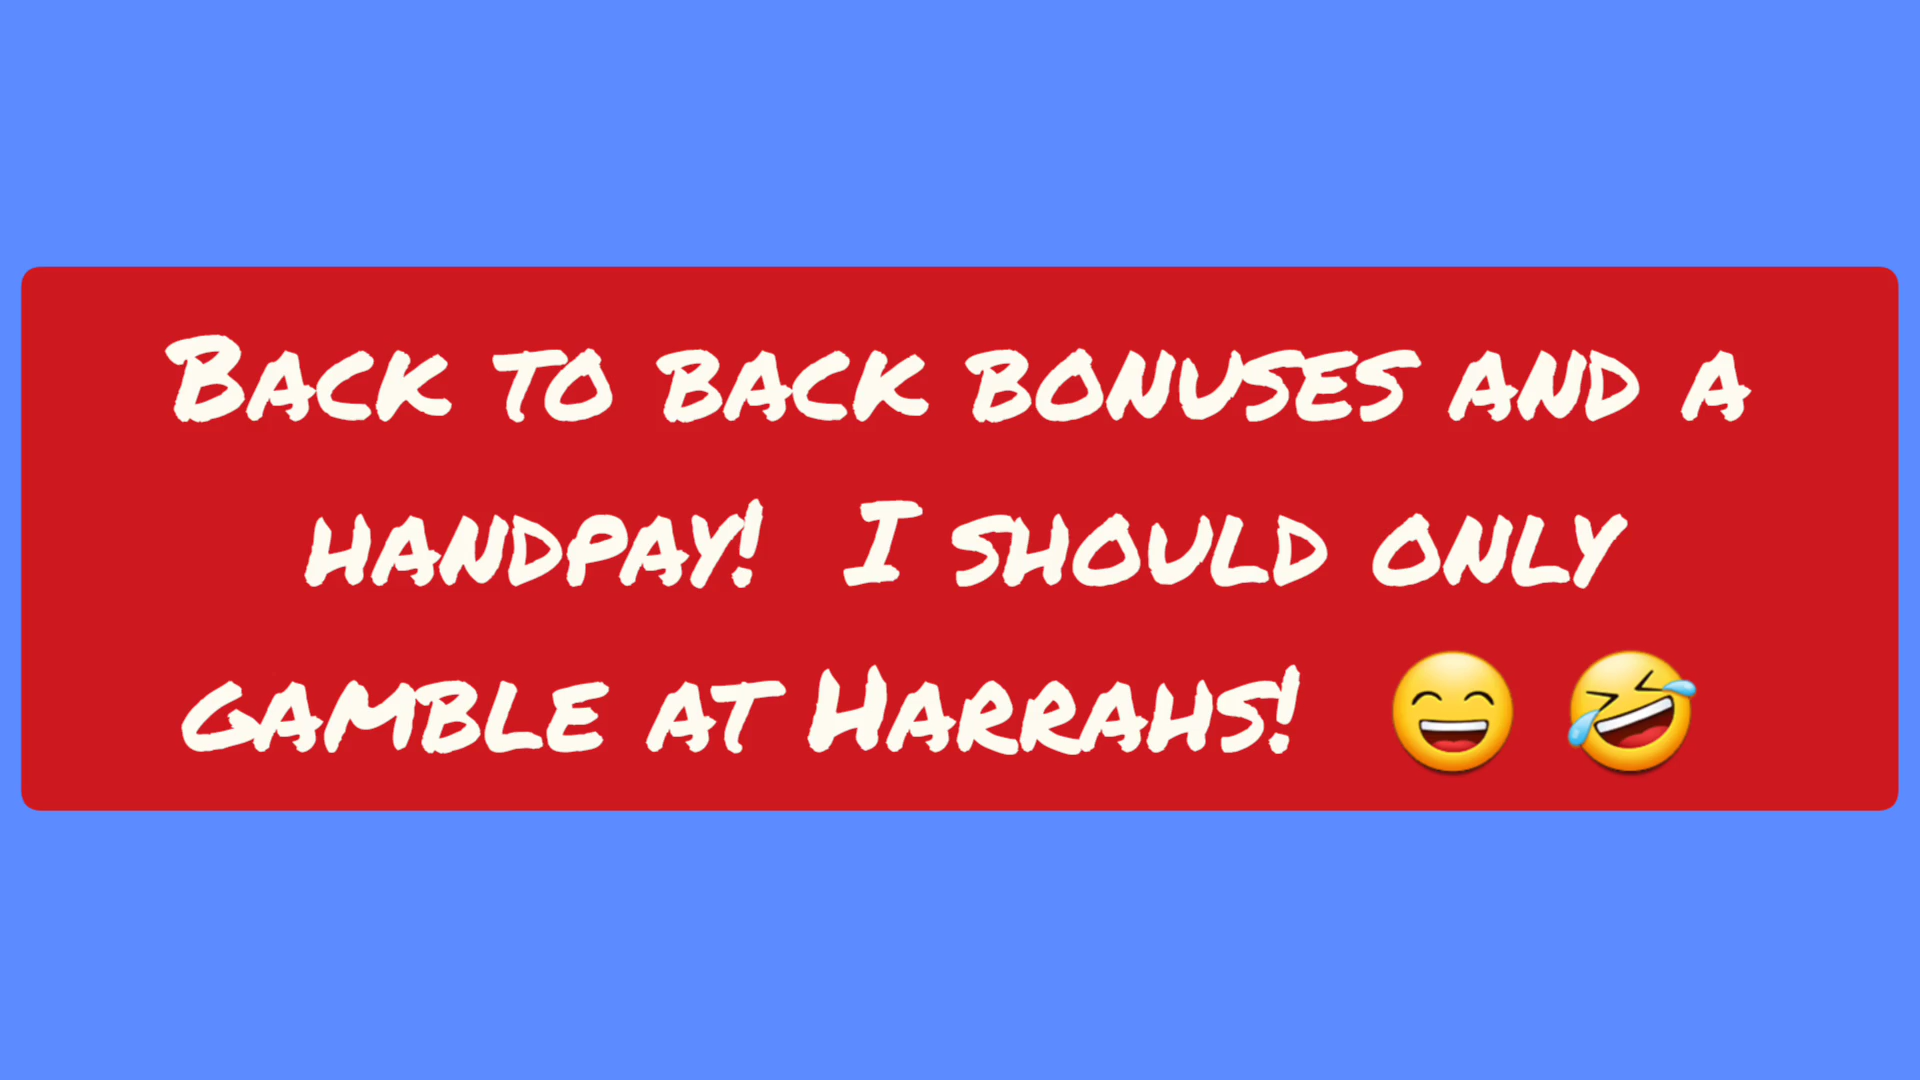 Back to back bonuses and a
handpay! I should only
gamble at Harrahs! 😄 🤣